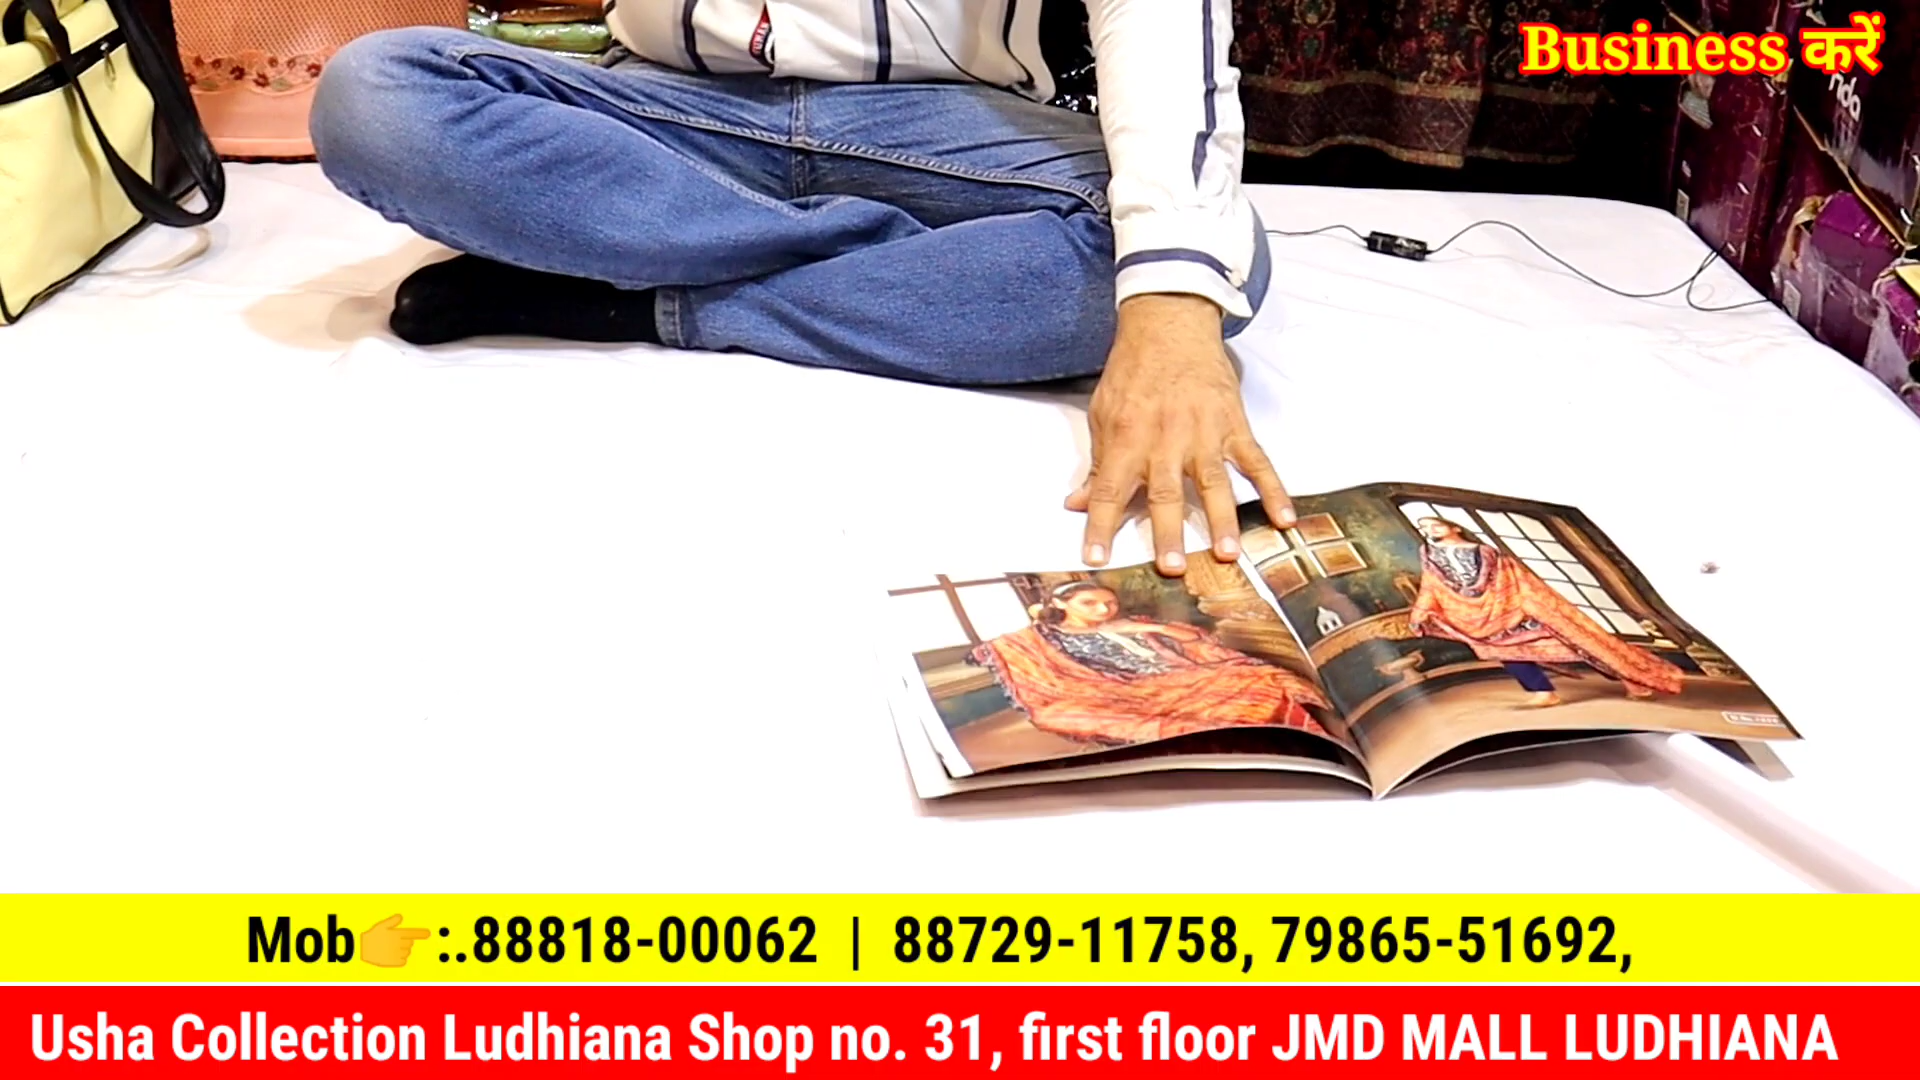 Business करें
nda
Mob👉:.88818-00062 | 88729-11758, 79865-51692,
Usha Collection Ludhiana Shop no. 31, first floor JMD MALL LUDHIANA